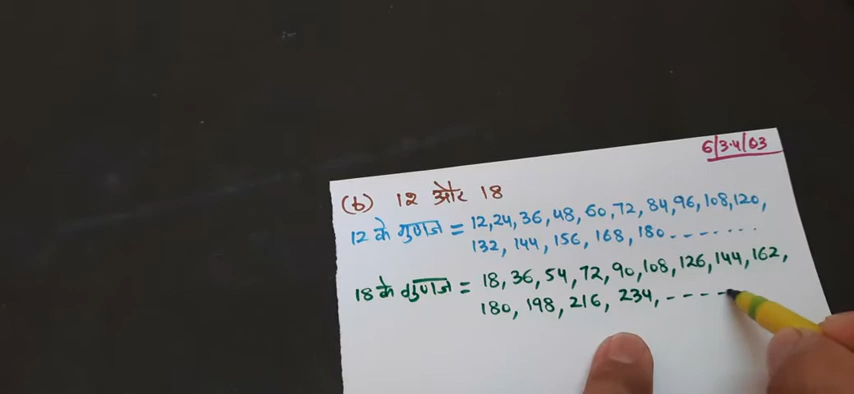 6/3.4/63
(b) 12 और 18
12 के गुणज = 12, 24, 36, 48, 60, 72, 84, 96, 108, 120,
132, 144, 156, 168, 180 - - - - . . .
18 के गुणज = 18, 36, 54, 72, 90, 108, 126, 144, 162,
180, 198, 216, 234, - - - - -